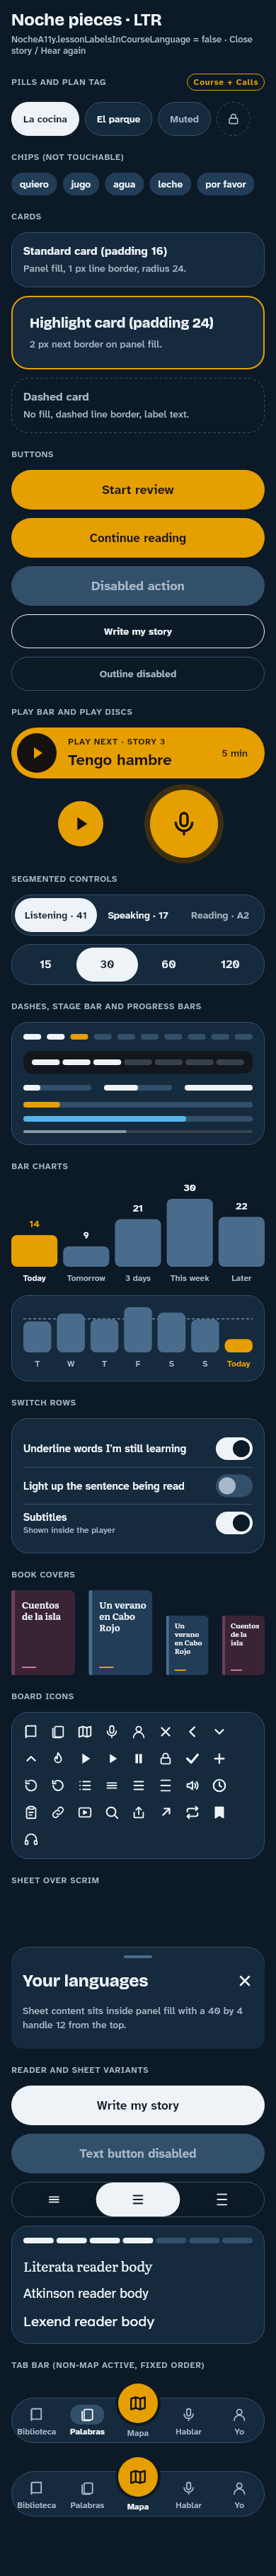 Noche pieces · LTR
NocheA11y.lessonLabelsInCourseLanguage = false · Close
story / Hear again
PILLS AND PLAN TAG
Course + Calls
La cocina
El parque
Muted
CHIPS (NOT TOUCHABLE)
quiero
jugo
agua
leche
por favor
CARDS
Standard card (padding 16)
Panel fill, 1 px line border, radius 24.
Highlight card (padding 24)
2 px next border on panel fill.
Dashed card
No fill, dashed line border, label text.
BUTTONS
Start review
Continue reading
Disabled action
Write my story
Outline disabled
PLAY BAR AND PLAY DISCS
PLAY NEXT · STORY 3
Tengo hambre
5 min
SEGMENTED CONTROLS
Listening · 41
Speaking · 17
Reading · A2
15
30
60
120
DASHES, STAGE BAR AND PROGRESS BARS
BAR CHARTS
14
9
21
30
22
Today
Tomorrow
3 days
This week
Later
T
W
T
F
S
S
Today
SWITCH ROWS
Underline words I'm still learning
Light up the sentence being read
Subtitles
Shown inside the player
BOOK COVERS
Cuentos
de la isla
Un verano
en Cabo
Rojo
Un
verano
en Cabo
Rojo
Cuentos
de la
isla
BOARD ICONS
SHEET OVER SCRIM
Your languages
Sheet content sits inside panel fill with a 40 by 4
handle 12 from the top.
READER AND SHEET VARIANTS
Write my story
Text button disabled
Literata reader body
Atkinson reader body
Lexend reader body
TAB BAR (NON-MAP ACTIVE, FIXED ORDER)
Biblioteca
Palabras
Mapa
Hablar
Yo
Biblioteca
Palabras
Mapa
Hablar
Yo